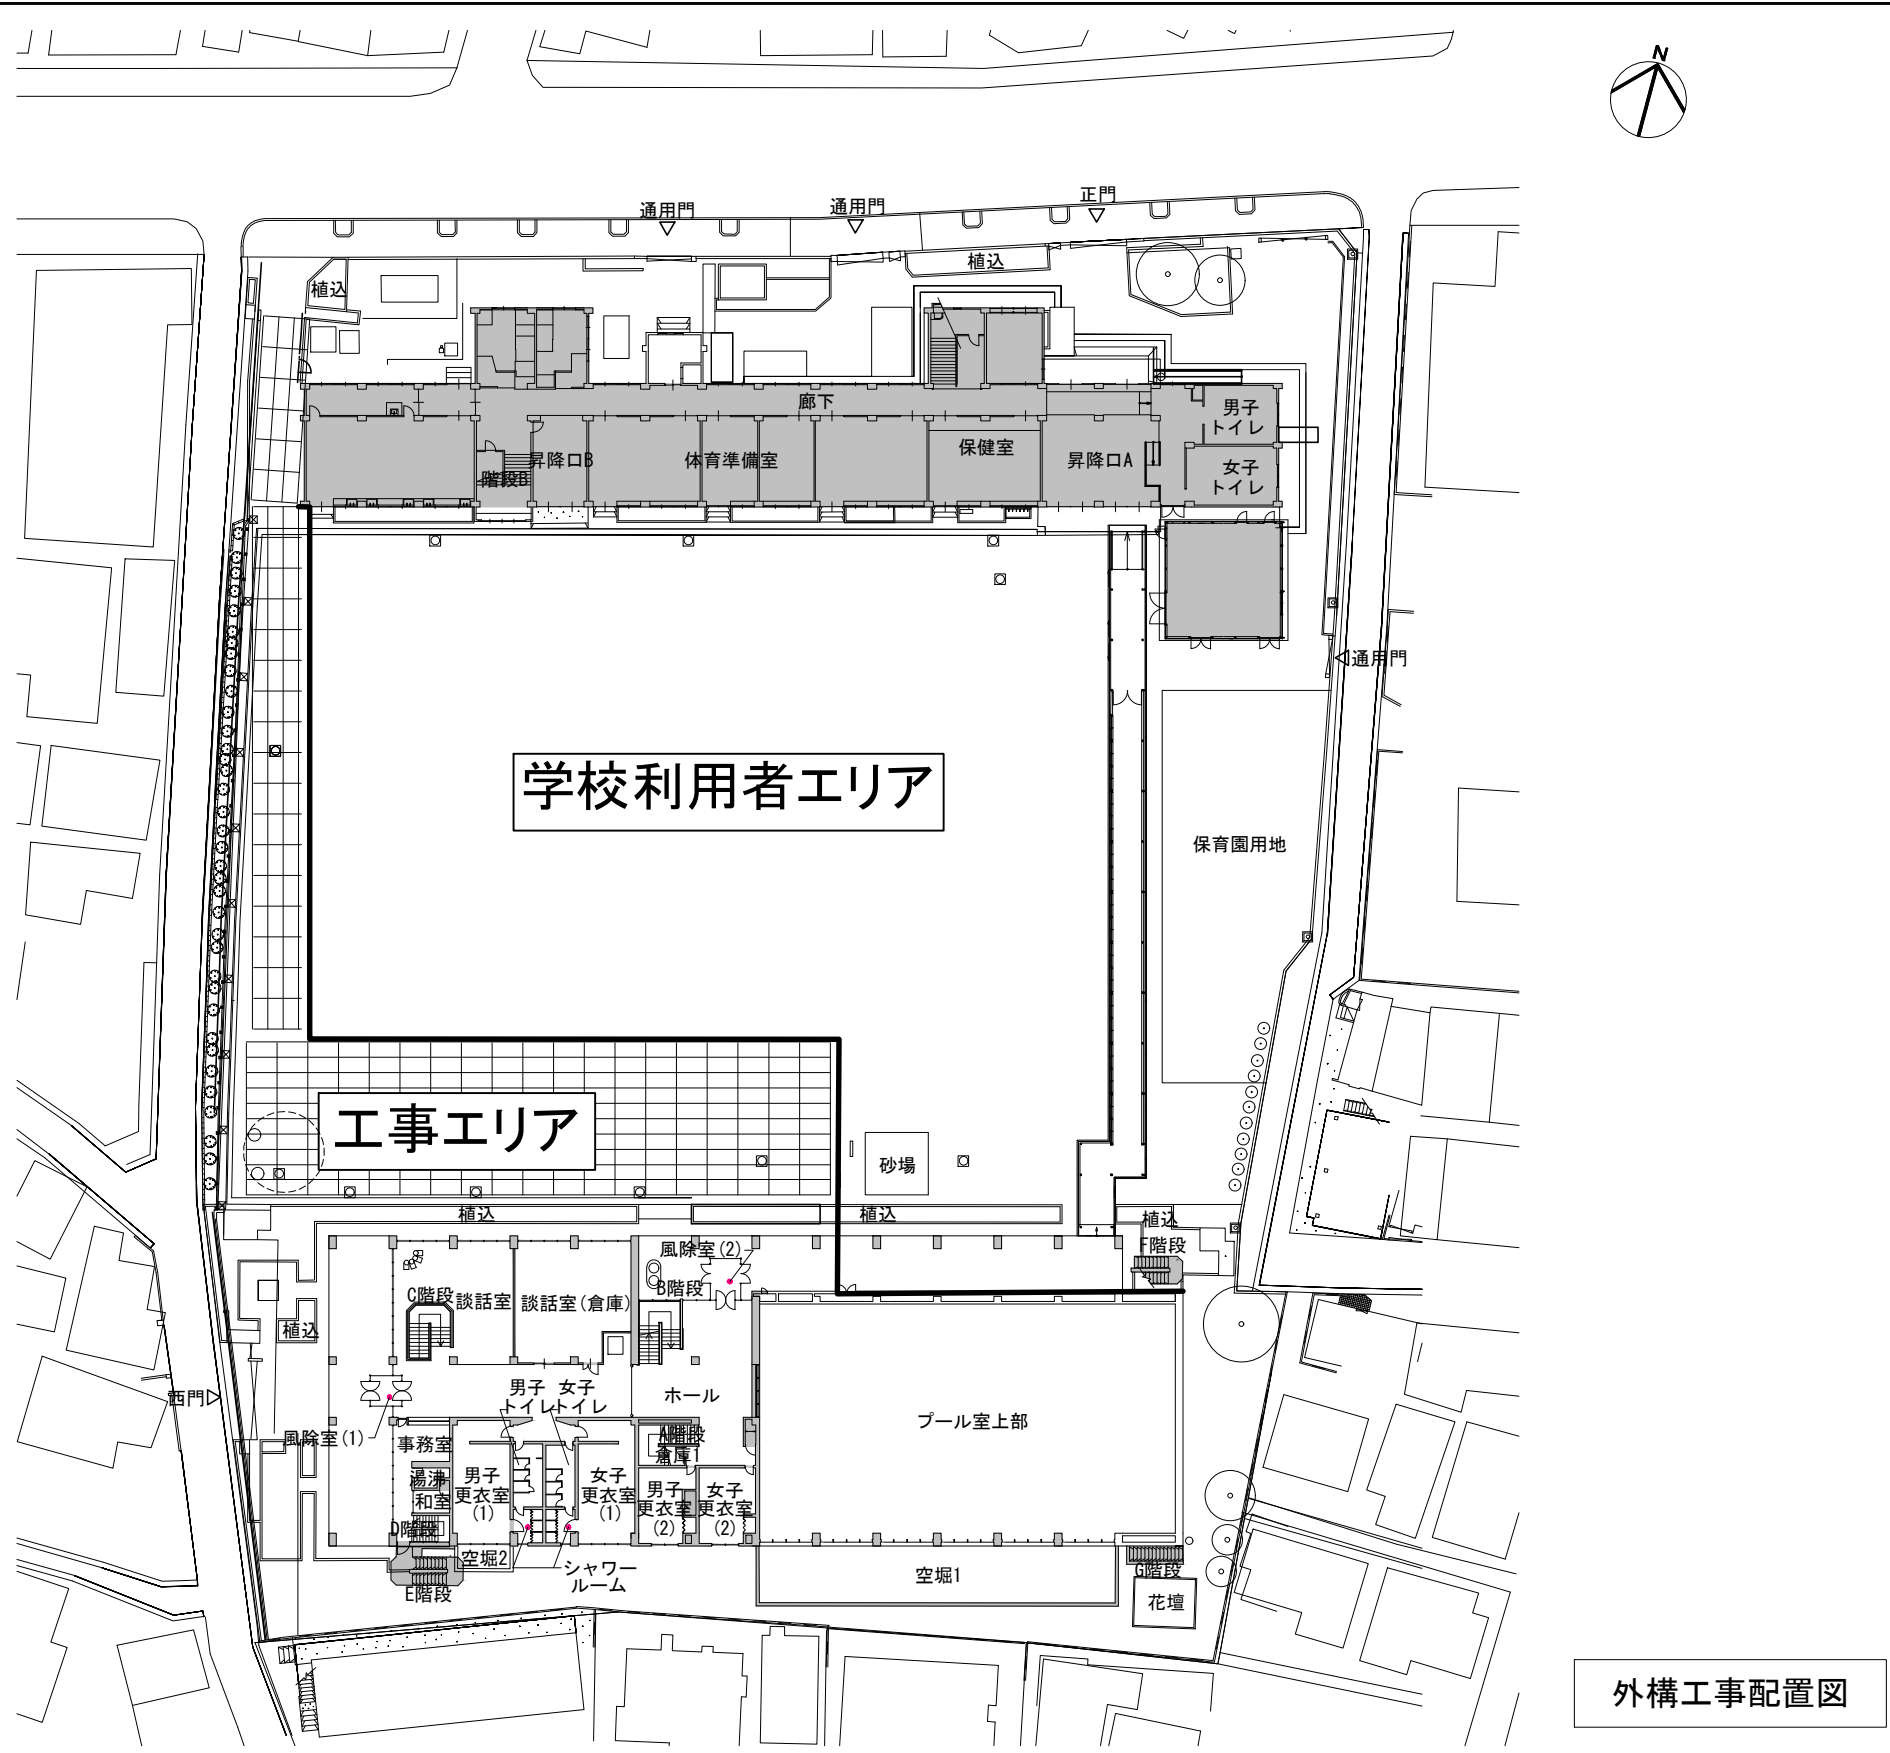 N
正門
通用門
通用門
植込
植込
廊下
男子
トイレ
昇降口B
体育準備室
保健室
昇降口A
女子
トイレ
階段B
通用門
学校利用者エリア
保育園用地
工事エリア
砂場
植込
植込
植込
風除室(2)
F階段
B階段
C階段
談話室
談話室(倉庫)
植込
男子
トイレ
女子
トイレ
ホール
西門
プール室上部
風除室(1)
事務室
A階段
倉庫1
湯沸
和室
男子
更衣室
(1)
女子
更衣室
(1)
男子
更衣室
(2)
女子
更衣室
(2)
D階段
空堀2
シャワー
ルーム
E階段
空堀1
G階段
花壇
外構工事配置図